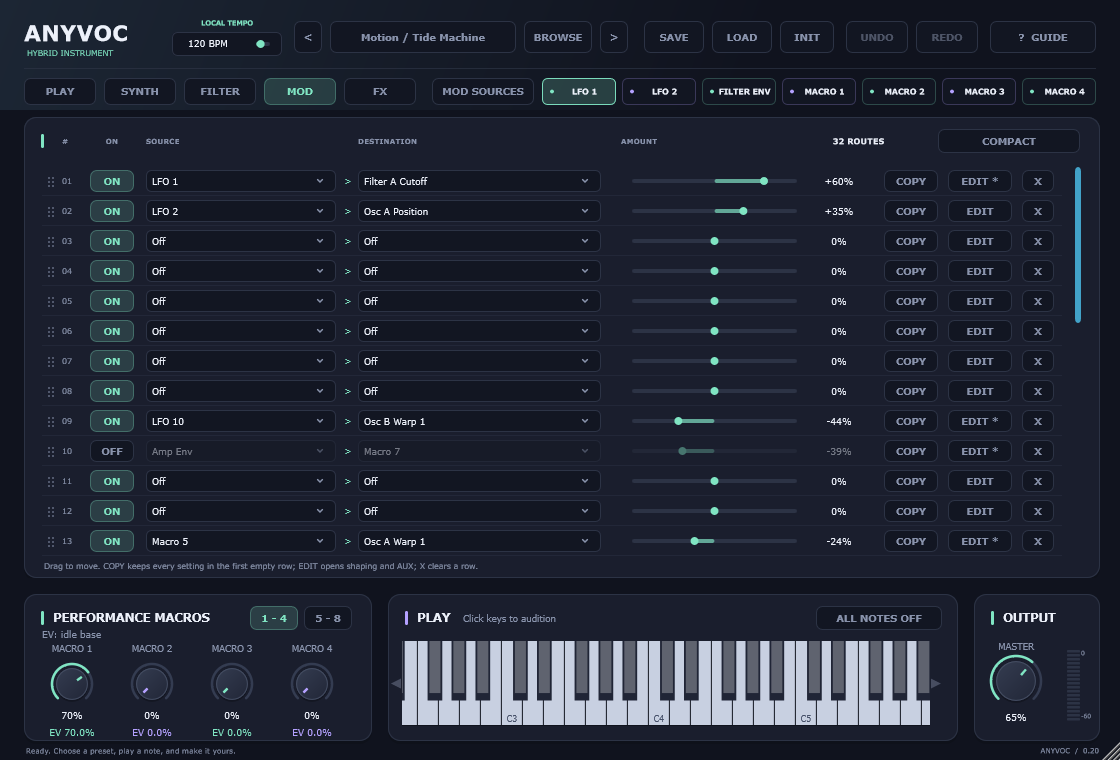 ANYVOC
HYBRID INSTRUMENT
LOCAL TEMPO
120 BPM
< Motion / Tide Machine BROWSE > SAVE LOAD INIT UNDO REDO ? GUIDE
PLAY SYNTH FILTER MOD FX MOD SOURCES LFO 1 LFO 2 FILTER ENV MACRO 1 MACRO 2 MACRO 3 MACRO 4
# ON SOURCE DESTINATION AMOUNT 32 ROUTES COMPACT
01 ON LFO 1 > Filter A Cutoff +60% COPY EDIT * X
02 ON LFO 2 > Osc A Position +35% COPY EDIT X
03 ON Off > Off 0% COPY EDIT X
04 ON Off > Off 0% COPY EDIT X
05 ON Off > Off 0% COPY EDIT X
06 ON Off > Off 0% COPY EDIT X
07 ON Off > Off 0% COPY EDIT X
08 ON Off > Off 0% COPY EDIT X
09 ON LFO 10 > Osc B Warp 1 -44% COPY EDIT * X
10 OFF Amp Env > Macro 7 -39% COPY EDIT * X
11 ON Off > Off 0% COPY EDIT X
12 ON Off > Off 0% COPY EDIT X
13 ON Macro 5 > Osc A Warp 1 -24% COPY EDIT * X
Drag to move. COPY keeps every setting in the first empty row; EDIT opens shaping and AUX; X clears a row.
PERFORMANCE MACROS 1 - 4 5 - 8
EV: idle base
MACRO 1 MACRO 2 MACRO 3 MACRO 4
70% 0% 0% 0%
EV 70.0% EV 0.0% EV 0.0% EV 0.0%
PLAY Click keys to audition ALL NOTES OFF
C3 C4 C5
OUTPUT
MASTER
0
-60
65%
Ready. Choose a preset, play a note, and make it yours.
ANYVOC / 0.20